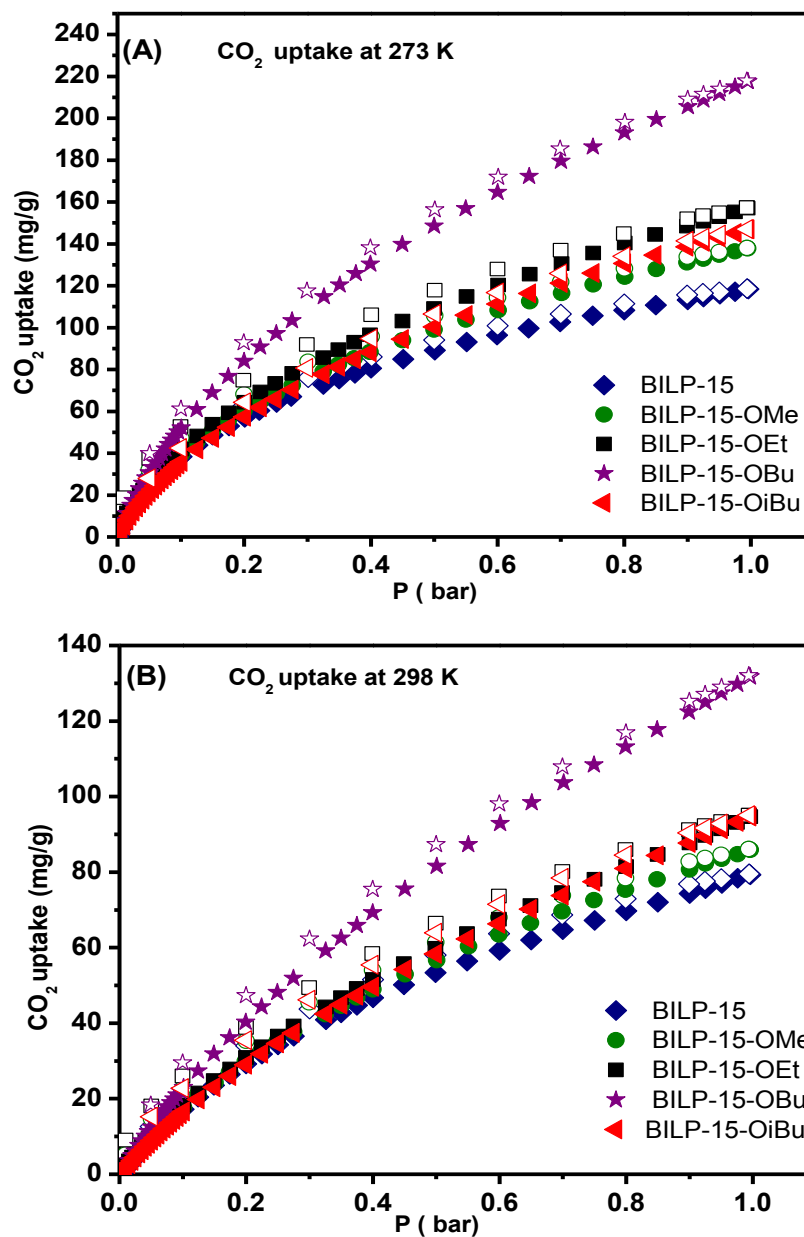 (A) CO2 uptake at 273 K
240
220
200
180
160
140
120
100
80
60
40
20
0
CO2 uptake (mg/g)
BILP-15
BILP-15-OMe
BILP-15-OEt
BILP-15-OBu
BILP-15-OiBu
0.0 0.2 0.4 0.6 0.8 1.0
P ( bar)
(B) CO2 uptake at 298 K
140
120
100
80
60
40
20
0
CO2 uptake (mg/g)
BILP-15
BILP-15-OMe
BILP-15-OEt
BILP-15-OBu
BILP-15-OiBu
0.0 0.2 0.4 0.6 0.8 1.0
P ( bar)